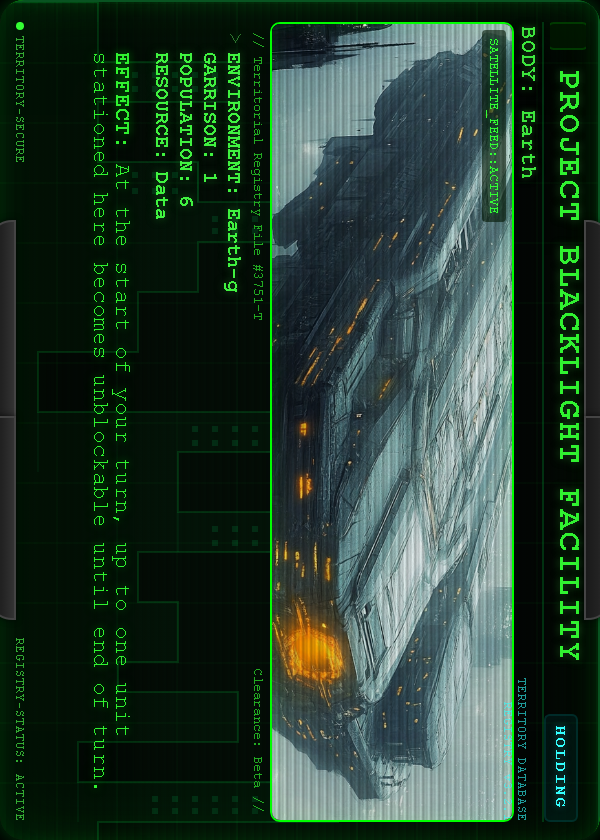 PROJECT BLACKLIGHT FACILITY
HOLDING
BODY: Earth
TERRITORY DATABASE
SATELLITE_FEED::ACTIVE
// Territorial Registry File #3751-T
Clearance: Beta //
> ENVIRONMENT: Earth-g
GARRISON: 1
POPULATION: 6
RESOURCE: Data
EFFECT: At the start of your turn, up to one unit
stationed here becomes unblockable until end of turn.
TERRITORY-SECURE
REGISTRY-STATUS: ACTIVE